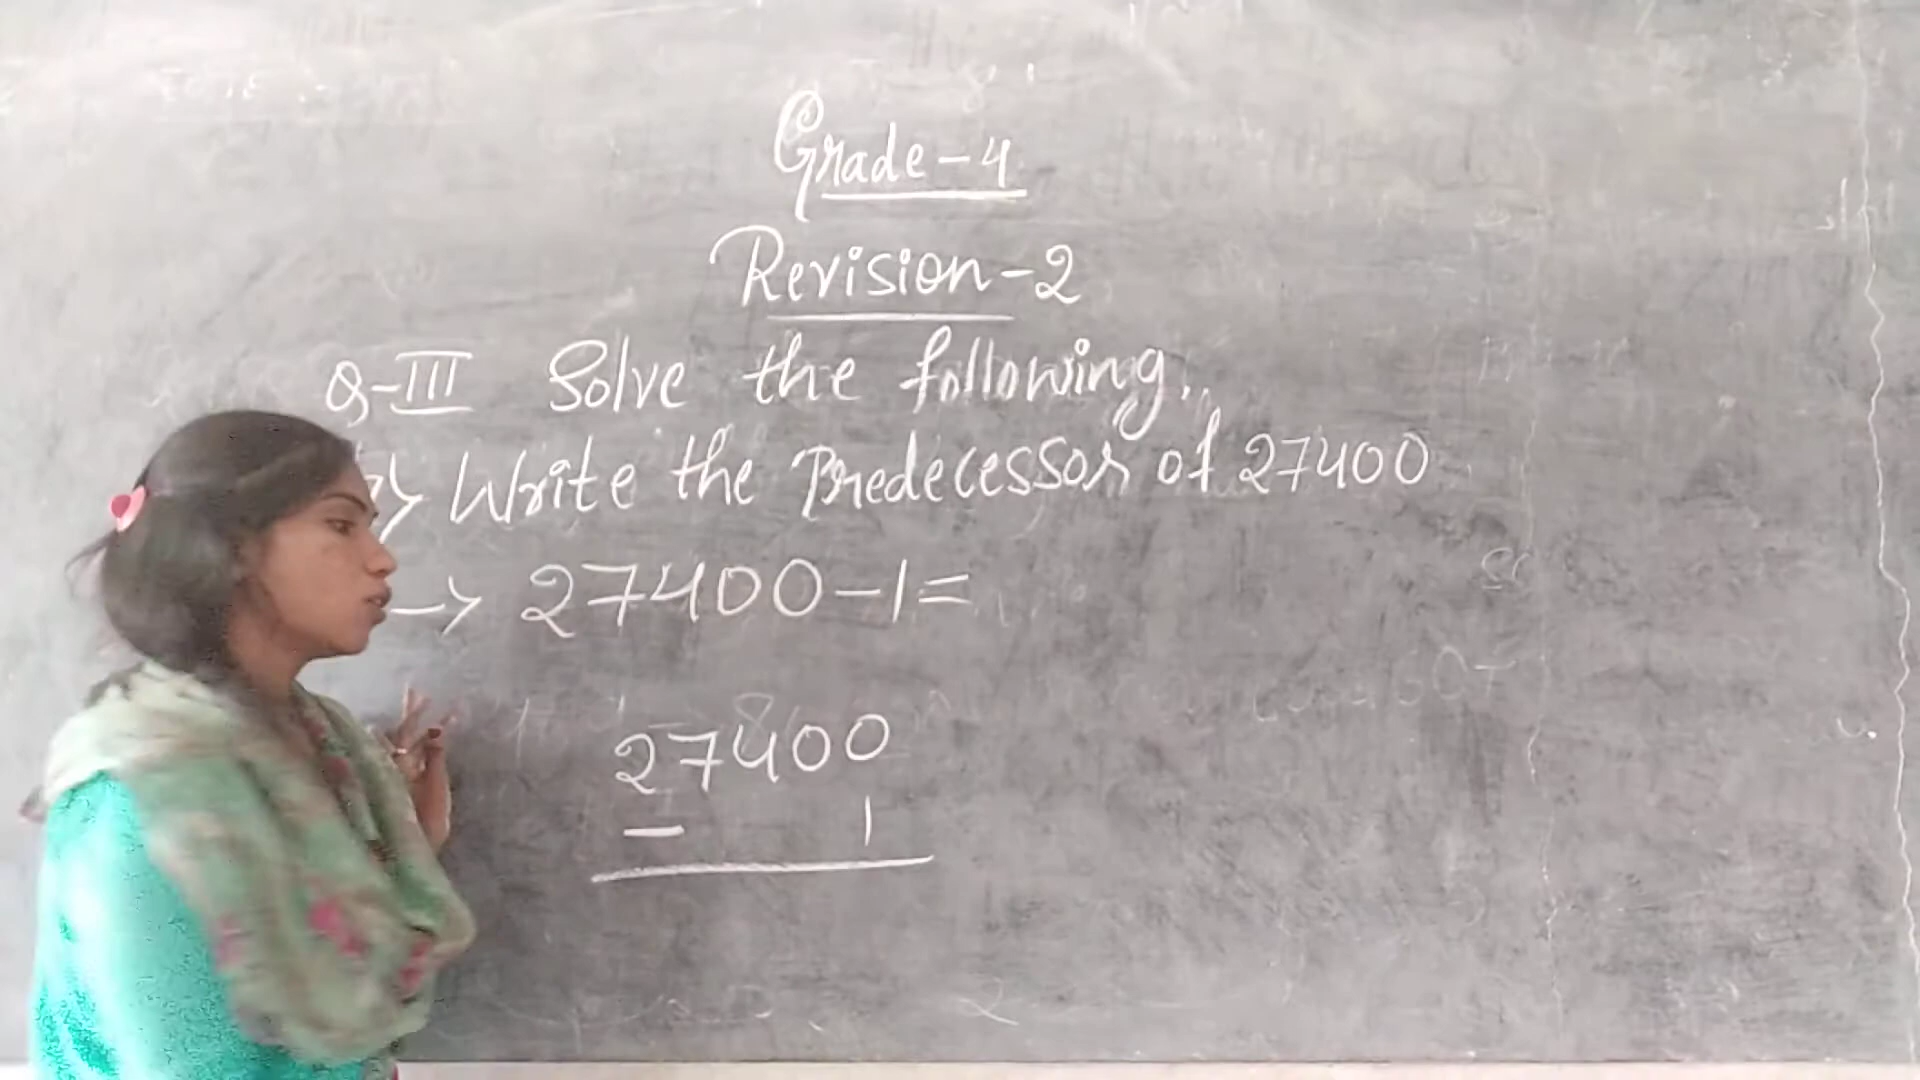 Grade-4
Revision-2
Q-III Solve the following..
> Write the Predecessor of 27400
→ 27400-1=
27400
- 1